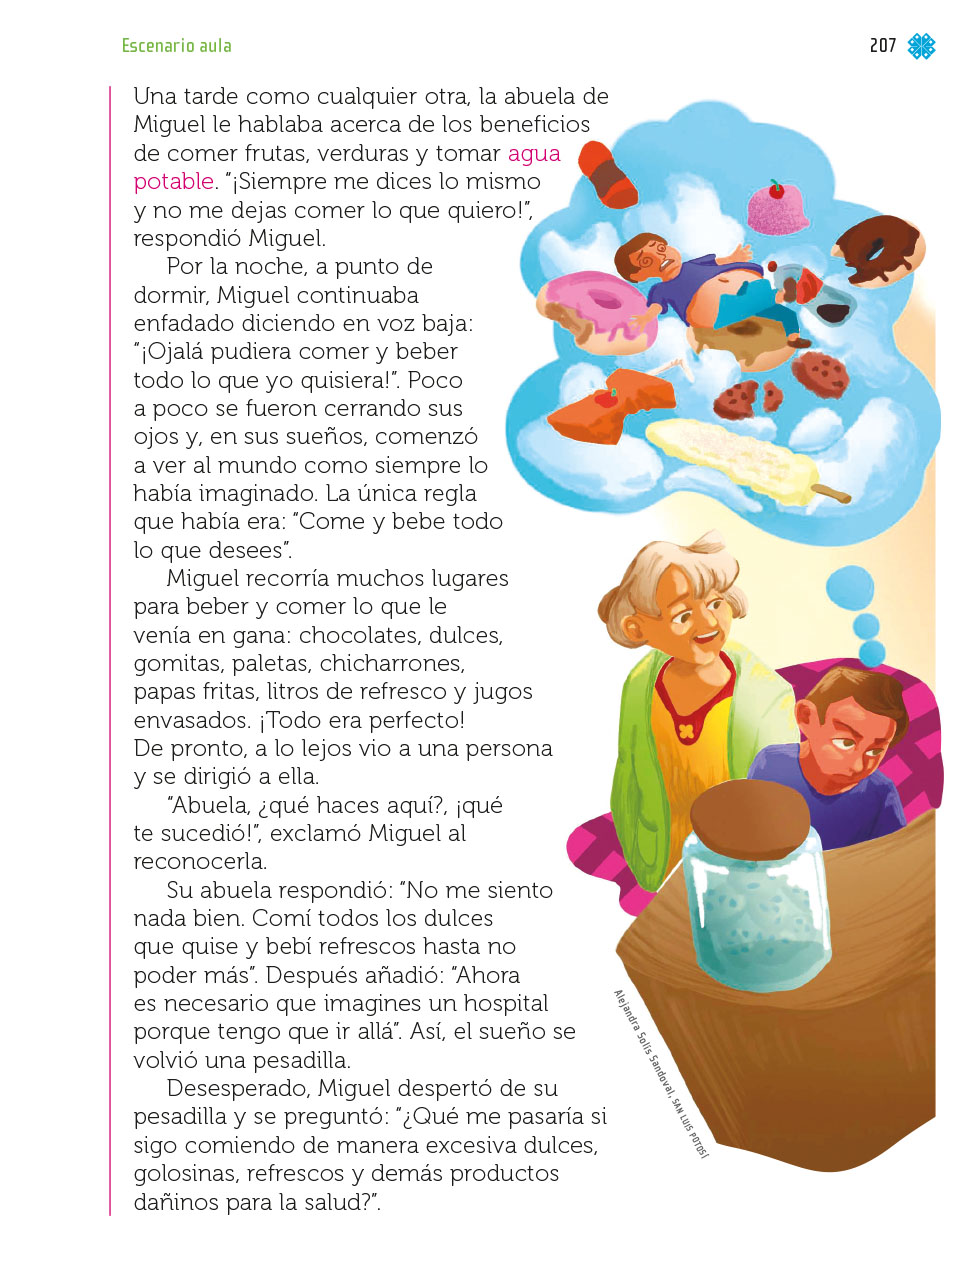 Escenario aula
207
Una tarde como cualquier otra, la abuela de
Miguel le hablaba acerca de los beneficios
de comer frutas, verduras y tomar agua
potable. “¡Siempre me dices lo mismo
y no me dejas comer lo que quiero!”,
respondió Miguel.
Por la noche, a punto de
dormir, Miguel continuaba
enfadado diciendo en voz baja:
“¡Ojalá pudiera comer y beber
todo lo que yo quisiera!”. Poco
a poco se fueron cerrando sus
ojos y, en sus sueños, comenzó
a ver al mundo como siempre lo
había imaginado. La única regla
que había era: “Come y bebe todo
lo que desees”.
Miguel recorría muchos lugares
para beber y comer lo que le
venía en gana: chocolates, dulces,
gomitas, paletas, chicharrones,
papas fritas, litros de refresco y jugos
envasados. ¡Todo era perfecto!
De pronto, a lo lejos vio a una persona
y se dirigió a ella.
“Abuela, ¿qué haces aquí?, ¡qué
te sucedió!”, exclamó Miguel al
reconocerla.
Su abuela respondió: “No me siento
nada bien. Comí todos los dulces
que quise y bebí refrescos hasta no
poder más”. Después añadió: “Ahora
es necesario que imagines un hospital
porque tengo que ir allá”. Así, el sueño se
volvió una pesadilla.
Desesperado, Miguel despertó de su
pesadilla y se preguntó: “¿Qué me pasaría si
sigo comiendo de manera excesiva dulces,
golosinas, refrescos y demás productos
dañinos para la salud?”.
Alejandra Solís Sandoval, SAN LUIS POTOSÍ